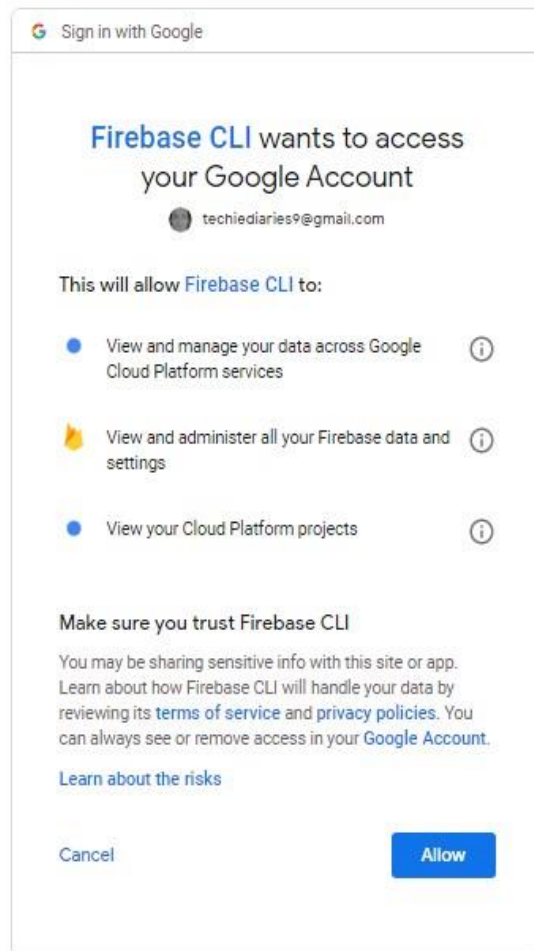 Sign in with Google
Firebase CLI wants to access
your Google Account
techiediaries9@gmail.com
This will allow Firebase CLI to:
View and manage your data across Google
Cloud Platform services
View and administer all your Firebase data and
settings
View your Cloud Platform projects
Make sure you trust Firebase CLI
You may be sharing sensitive info with this site or app.
Learn about how Firebase CLI will handle your data by
reviewing its terms of service and privacy policies. You
can always see or remove access in your Google Account.
Learn about the risks
Cancel
Allow